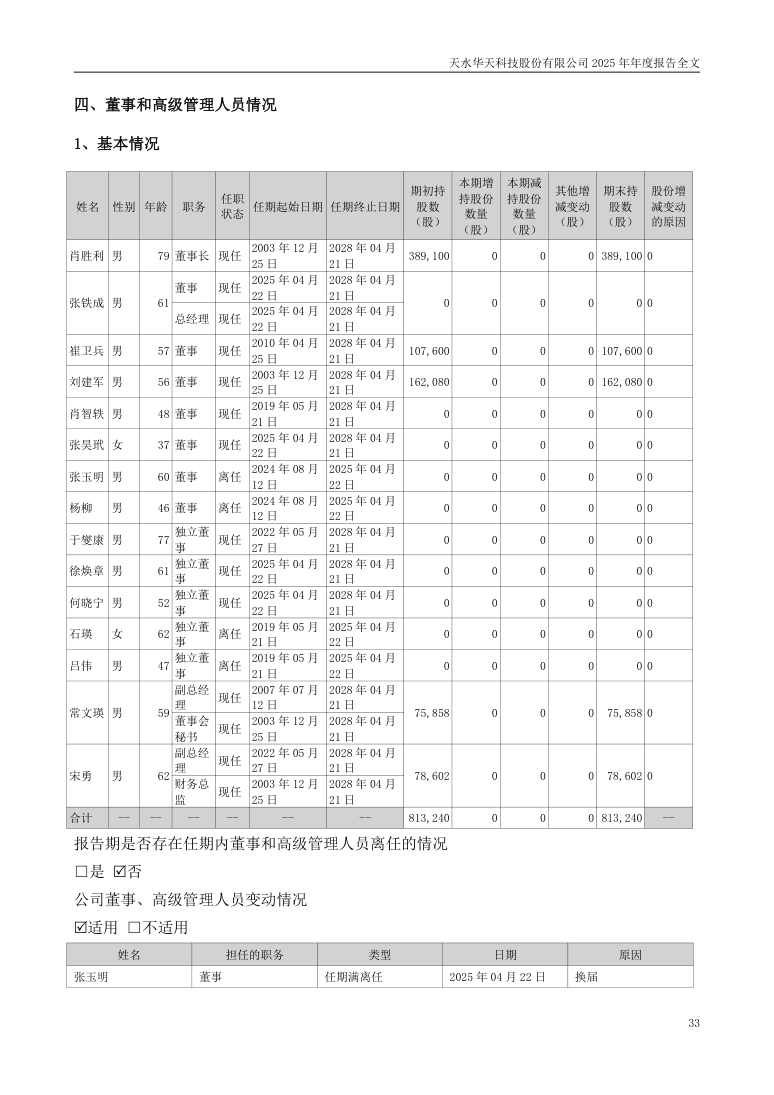 天水华天科技股份有限公司 2025 年年度报告全文
四、董事和高级管理人员情况
1、基本情况
姓名 性别 年龄 职务 任职状态 任期起始日期 任期终止日期 期初持股数（股） 本期增持股份数量（股） 本期减持股份数量（股） 其他增减变动（股） 期末持股数（股） 股份增减变动的原因
肖胜利 男 79 董事长 现任 2003 年 12 月 25 日 2028 年 04 月 21 日 389,100 0 0 0 389,100 0
张铁成 男 61 董事 现任 2025 年 04 月 22 日 2028 年 04 月 21 日 0 0 0 0 0 0
总经理 现任 2025 年 04 月 22 日 2028 年 04 月 21 日
崔卫兵 男 57 董事 现任 2010 年 04 月 25 日 2028 年 04 月 21 日 107,600 0 0 0 107,600 0
刘建军 男 56 董事 现任 2003 年 12 月 25 日 2028 年 04 月 21 日 162,080 0 0 0 162,080 0
肖智轶 男 48 董事 现任 2019 年 05 月 21 日 2028 年 04 月 21 日 0 0 0 0 0 0
张昊玳 女 37 董事 现任 2025 年 04 月 22 日 2028 年 04 月 21 日 0 0 0 0 0 0
张玉明 男 60 董事 离任 2024 年 08 月 12 日 2025 年 04 月 22 日 0 0 0 0 0 0
杨柳 男 46 董事 离任 2024 年 08 月 12 日 2025 年 04 月 22 日 0 0 0 0 0 0
于燮康 男 77 独立董事 现任 2022 年 05 月 27 日 2028 年 04 月 21 日 0 0 0 0 0 0
徐焕章 男 61 独立董事 现任 2025 年 04 月 22 日 2028 年 04 月 21 日 0 0 0 0 0 0
何晓宁 男 52 独立董事 现任 2025 年 04 月 22 日 2028 年 04 月 21 日 0 0 0 0 0 0
石瑛 女 62 独立董事 离任 2019 年 05 月 21 日 2025 年 04 月 22 日 0 0 0 0 0 0
吕伟 男 47 独立董事 离任 2019 年 05 月 21 日 2025 年 04 月 22 日 0 0 0 0 0 0
常文瑛 男 59 副总经理 现任 2007 年 07 月 12 日 2028 年 04 月 21 日 75,858 0 0 0 75,858 0
董事会秘书 现任 2003 年 12 月 25 日 2028 年 04 月 21 日
宋勇 男 62 副总经理 现任 2022 年 05 月 27 日 2028 年 04 月 21 日 78,602 0 0 0 78,602 0
财务总监 现任 2003 年 12 月 25 日 2028 年 04 月 21 日
合计 -- -- -- -- -- -- 813,240 0 0 0 813,240 --
报告期是否存在任期内董事和高级管理人员离任的情况
□是 ☑否
公司董事、高级管理人员变动情况
☑适用 □不适用
姓名 担任的职务 类型 日期 原因
张玉明 董事 任期满离任 2025 年 04 月 22 日 换届
33